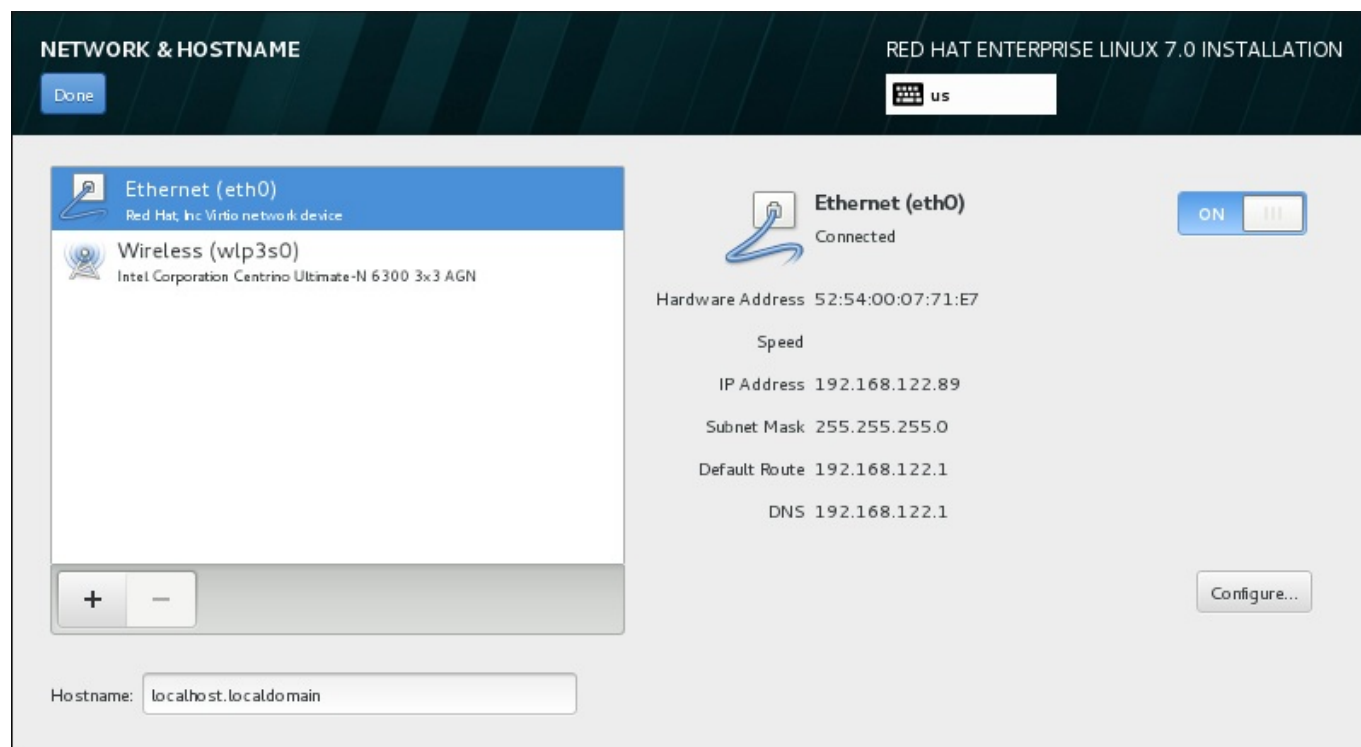 NETWORK & HOSTNAME
RED HAT ENTERPRISE LINUX 7.0 INSTALLATION
Done
us
Ethernet (eth0)
Red Hat, Inc Virtio network device
Wireless (wlp3s0)
Intel Corporation Centrino Ultimate-N 6300 3x3 AGN
Ethernet (eth0)
Connected
ON
Hardware Address 52:54:00:07:71:E7
Speed
IP Address 192.168.122.89
Subnet Mask 255.255.255.0
Default Route 192.168.122.1
DNS 192.168.122.1
+ −
Configure...
Hostname: localhost.localdomain